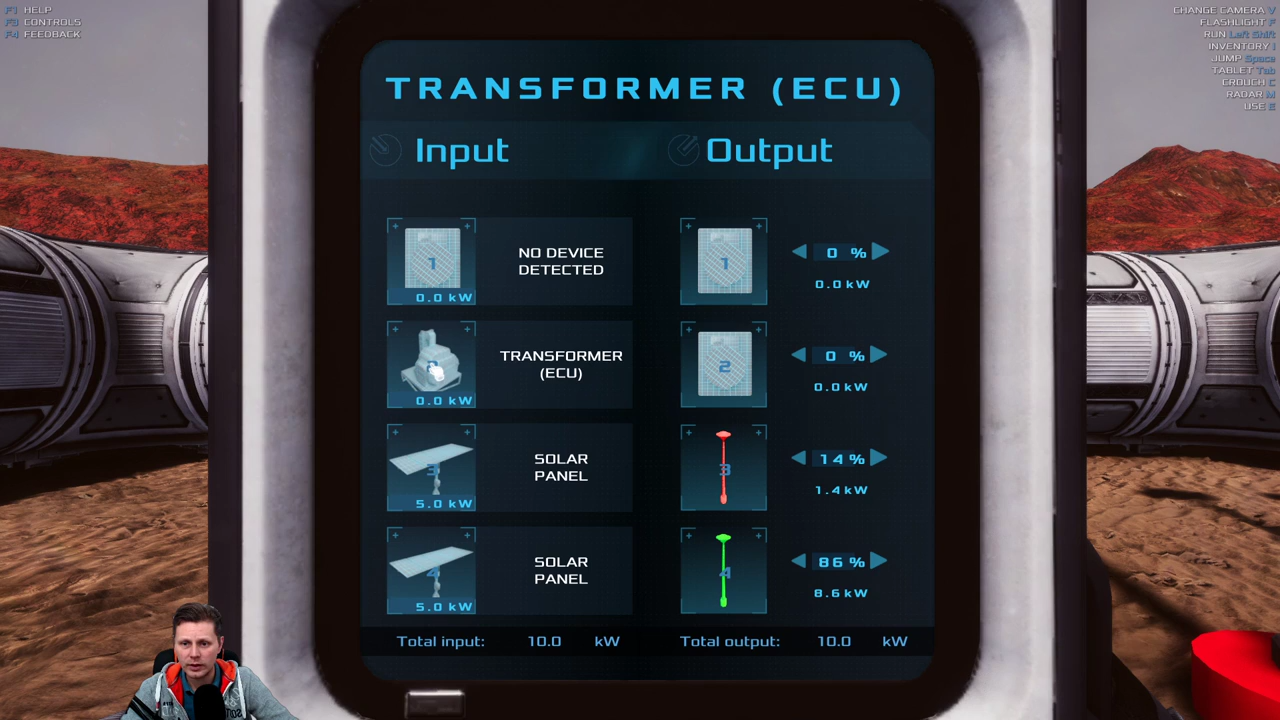 F1 HELP
F3 CONTROLS
F4 FEEDBACK
CHANGE CAMERA V
FLASHLIGHT F
RUN Left Shift
INVENTORY I
JUMP Space
TABLET Tab
CROUCH C
RADAR M
USE E
TRANSFORMER (ECU)
Input
Output
1
0.0 kW
NO DEVICE
DETECTED
1
0 %
0.0 kW
0.0 kW
TRANSFORMER
(ECU)
2
0 %
0.0 kW
3
5.0 kW
SOLAR
PANEL
3
14 %
1.4 kW
4
5.0 kW
SOLAR
PANEL
4
86 %
8.6 kW
Total input: 10.0 kW
Total output: 10.0 kW